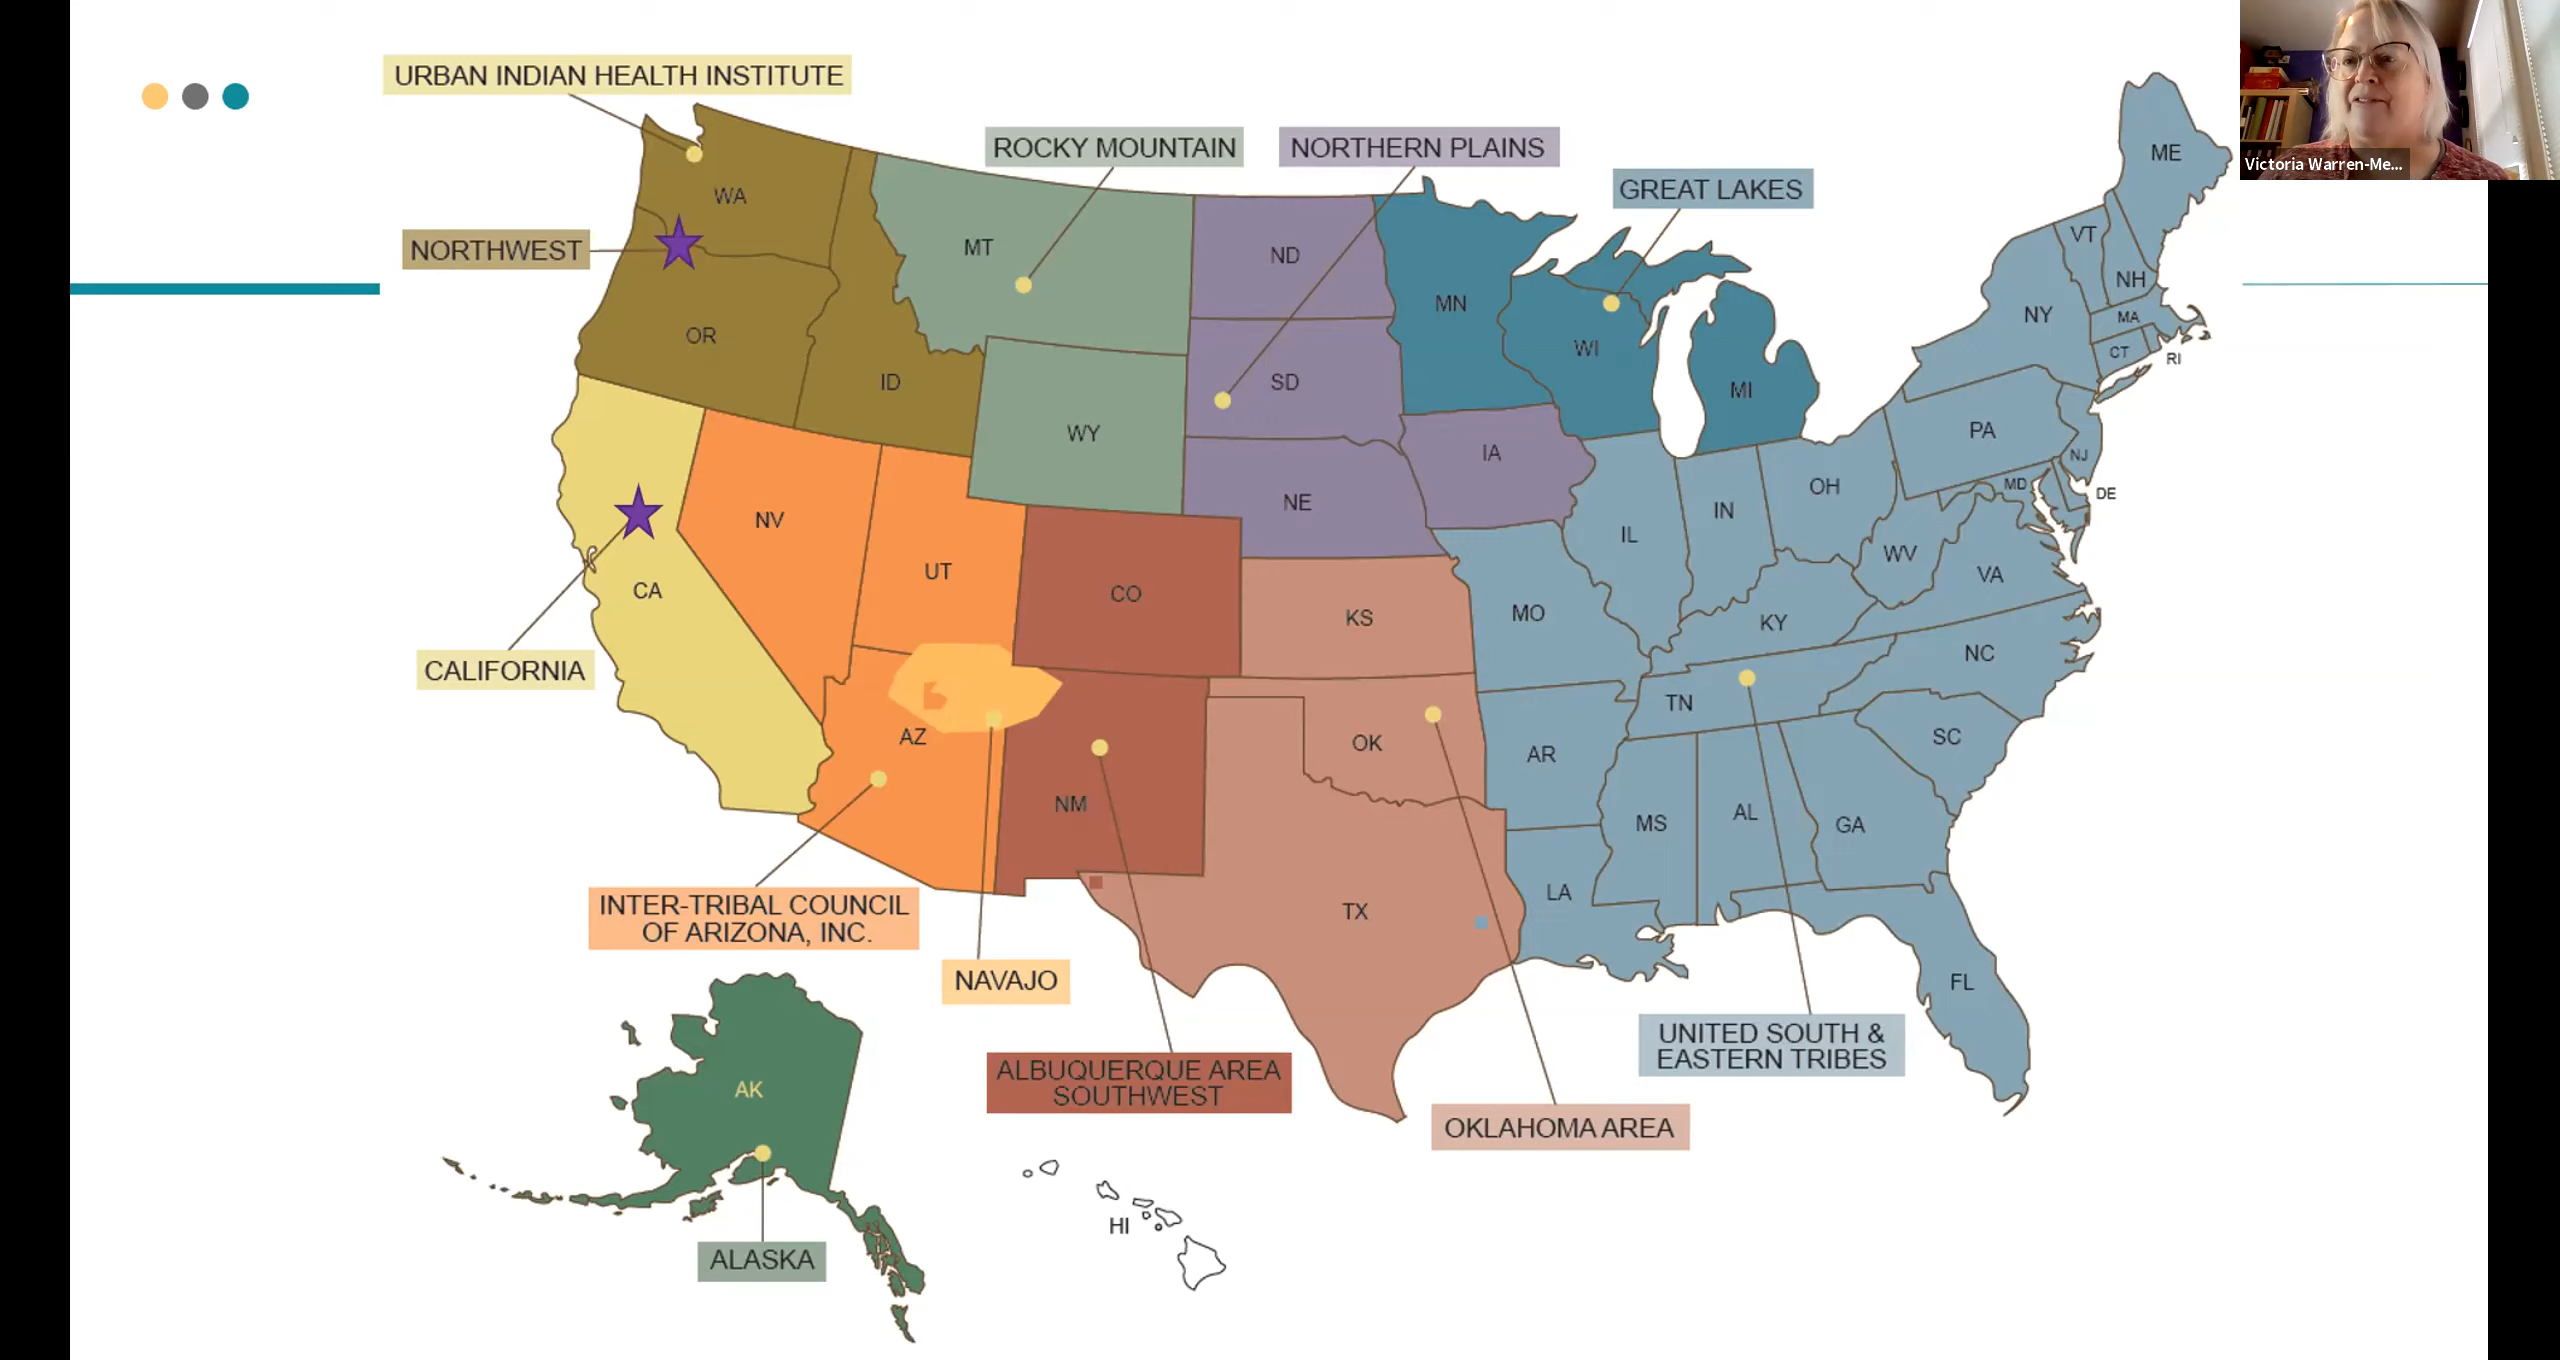 URBAN INDIAN HEALTH INSTITUTE
ROCKY MOUNTAIN
NORTHERN PLAINS
GREAT LAKES
NORTHWEST
CALIFORNIA
INTER-TRIBAL COUNCIL
OF ARIZONA, INC.
NAVAJO
ALBUQUERQUE AREA
SOUTHWEST
OKLAHOMA AREA
UNITED SOUTH &
EASTERN TRIBES
ALASKA
WA
OR
ID
MT
WY
ND
SD
NE
IA
MN
WI
MI
CA
NV
UT
AZ
CO
NM
KS
OK
TX
MO
AR
LA
IL
IN
OH
KY
TN
MS
AL
GA
FL
SC
NC
VA
WV
PA
NY
VT
NH
ME
MA
CT
RI
NJ
MD
DE
AK
HI
Victoria Warren-Me...